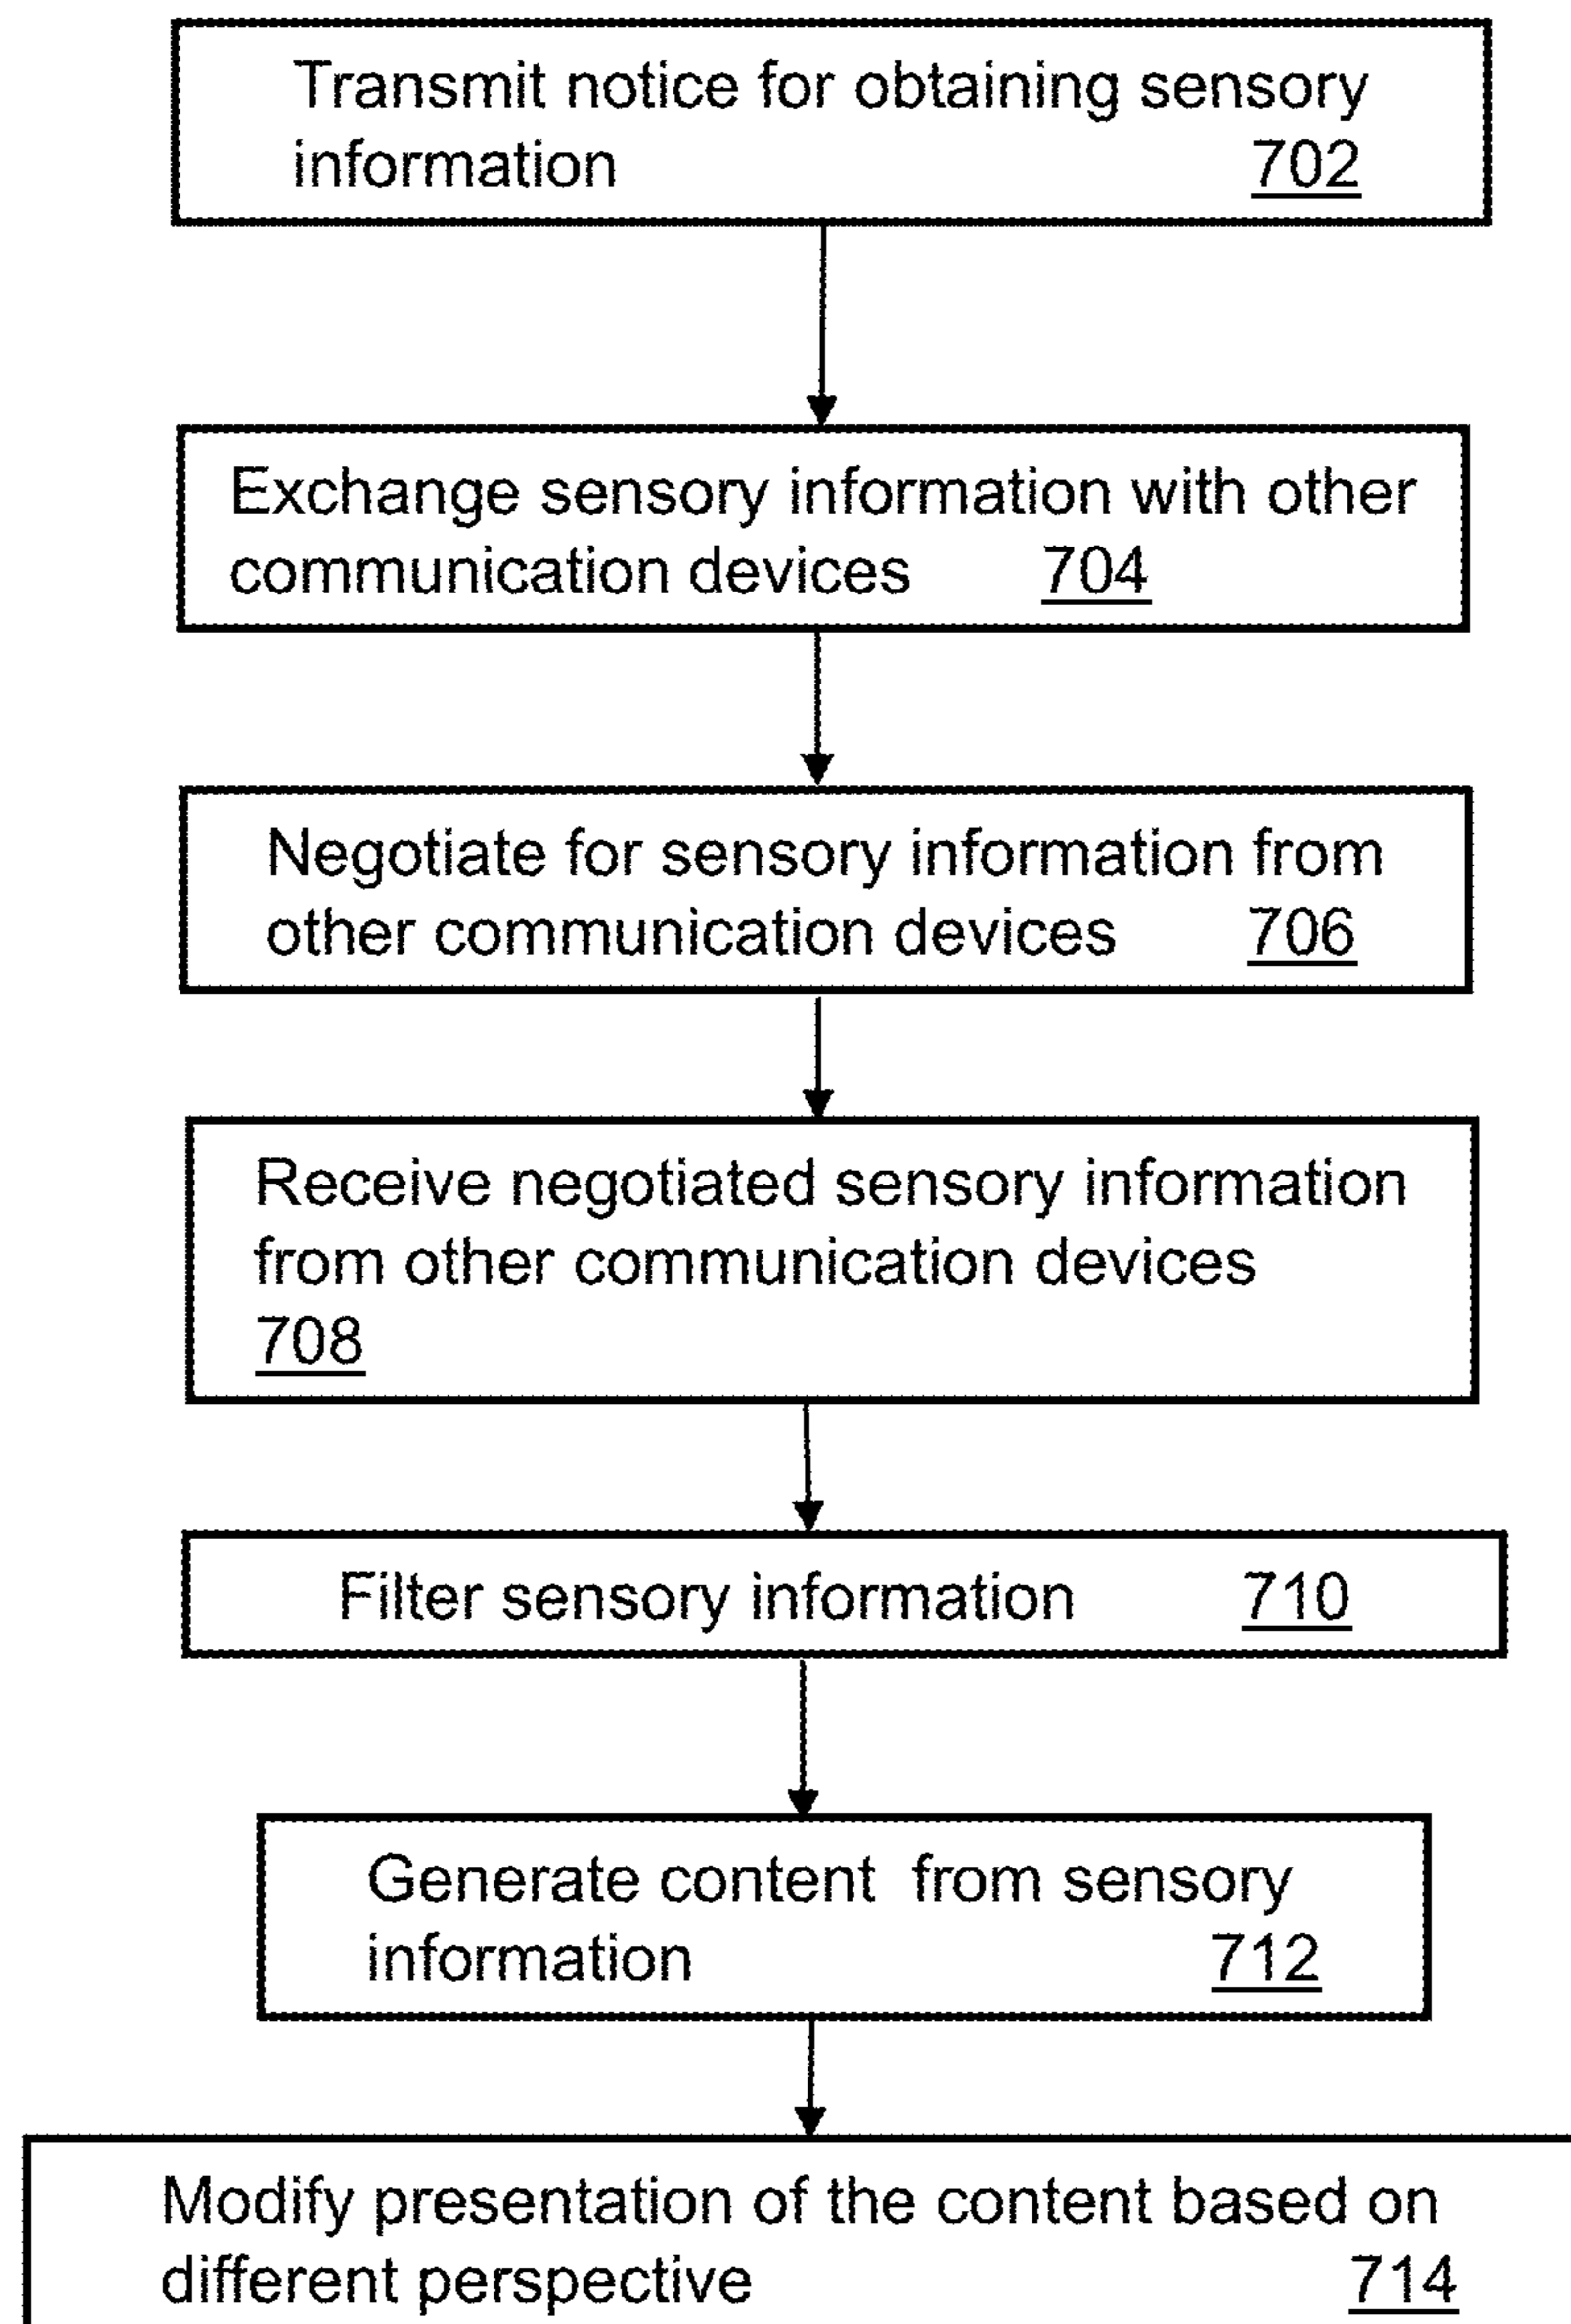 Transmit notice for obtaining sensory
information 702
Exchange sensory information with other
communication devices 704
Negotiate for sensory information from
other communication devices 706
Receive negotiated sensory information
from other communication devices
708
Filter sensory information 710
Generate content from sensory
information 712
Modify presentation of the content based on
different perspective 714